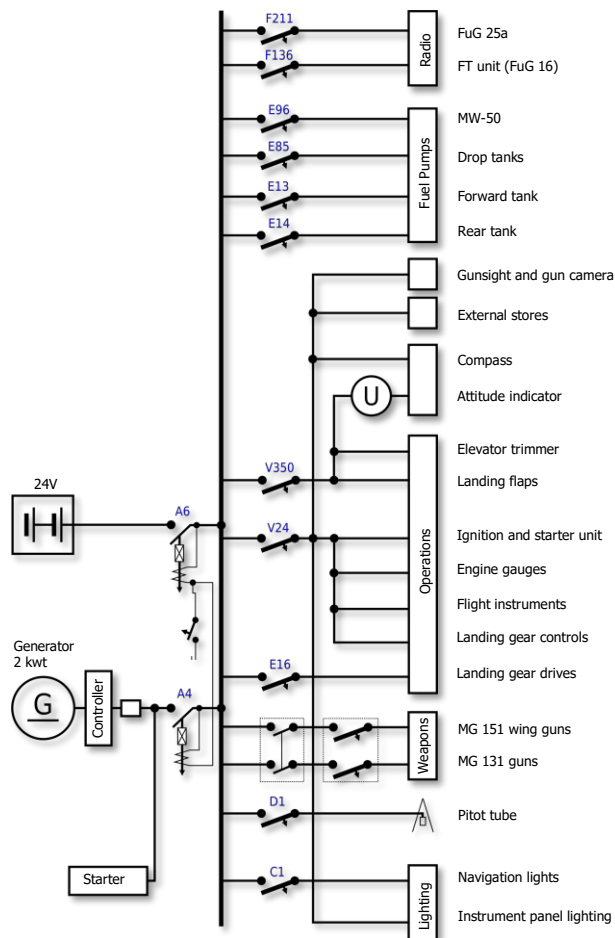 F211
FuG 25a
Radio
F136
FT unit (FuG 16)
E96
MW-50
E85
Drop tanks
Fuel Pumps
E13
Forward tank
E14
Rear tank
Gunsight and gun camera
External stores
Compass
U
Attitude indicator
Elevator trimmer
V350
Landing flaps
24V
A6
V24
Ignition and starter unit
Operations
Engine gauges
Flight instruments
Landing gear controls
Generator
2 kwt
E16
Landing gear drives
G
Controller
A4
MG 151 wing guns
Weapons
MG 131 guns
D1
Pitot tube
Starter
C1
Navigation lights
Lighting
Instrument panel lighting